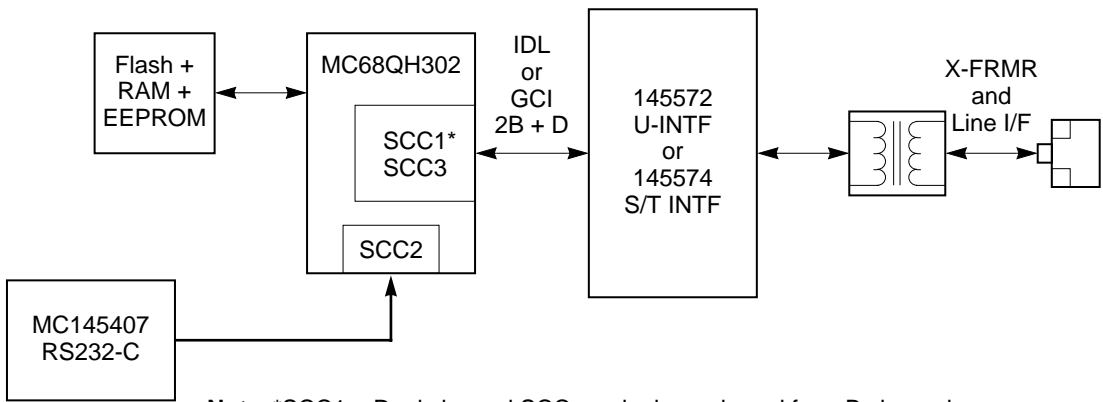 Flash +
RAM +
EEPROM
MC68QH302
SCC1*
SCC3
SCC2
IDL
or
GCI
2B + D
145572
U-INTF
or
145574
S/T INTF
X-FRMR
and
Line I/F
MC145407
RS232-C